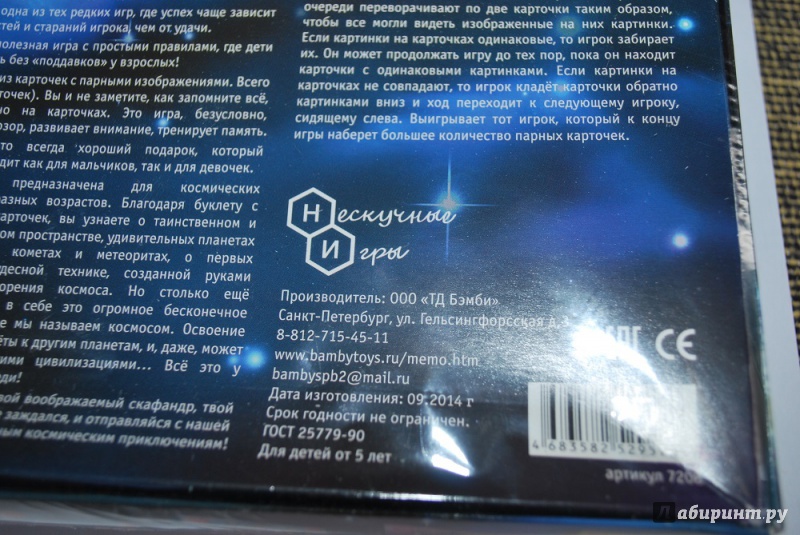 одна из тех редких игр, где успех чаще зависит
стей и стараний игрока, чем от удачи.
полезная игра с простыми правилами, где дети
ь без «поддавков» у взрослых!
из карточек с парными изображениями. Всего
точек). Вы и не заметите, как запомните всё,
но на карточках. Это игра, безусловно,
озор, развивает внимание, тренирует память.
то всегда хороший подарок, который
дит как для мальчиков, так и для девочек.
предназначена для космических
разных возрастов. Благодаря буклету с
карточек, вы узнаете о таинственном и
ом пространстве, удивительных планетах
кометах и метеоритах, о первых
удесной технике, созданной руками
орения космоса. Но столько ещё
в себе это огромное бесконечное
е мы называем космосом. Освоение
ёты к другим планетам, и, даже, может
ими цивилизациями... Всё это у
еди!
вой воображаемый скафандр, твой
заждался, и отправляйся с нашей
ным космическим приключениям!
очереди переворачивают по две карточки таким образом,
чтобы все могли видеть изображенные на них картинки.
Если картинки на карточках одинаковые, то игрок забирает
их. Он может продолжать игру до тех пор, пока он находит
карточки с одинаковыми картинками. Если картинки на
карточках не совпадают, то игрок кладёт карточки обратно
картинками вниз и ход переходит к следующему игроку,
сидящему слева. Выигрывает тот игрок, который к концу
игры наберет большее количество парных карточек.
Нескучные
Игры
Производитель: ООО «ТД Бэмби»
Санкт-Петербург, ул. Гельсингфорсская д.
8-812-715-45-11
www.bambytoys.ru/memo.htm
bambyspb2@mail.ru
Дата изготовления: 09.2014 г
Срок годности не ограничен.
ГОСТ 25779-90
Для детей от 5 лет
CE
4 683582 5295
артикул 720
Лабиринт.ру